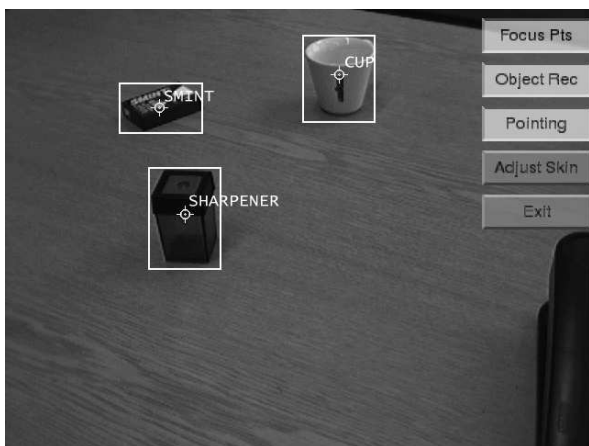 Focus Pts
CUP
Object Rec
SMINT
Pointing
Adjust Skin
SHARPENER
Exit